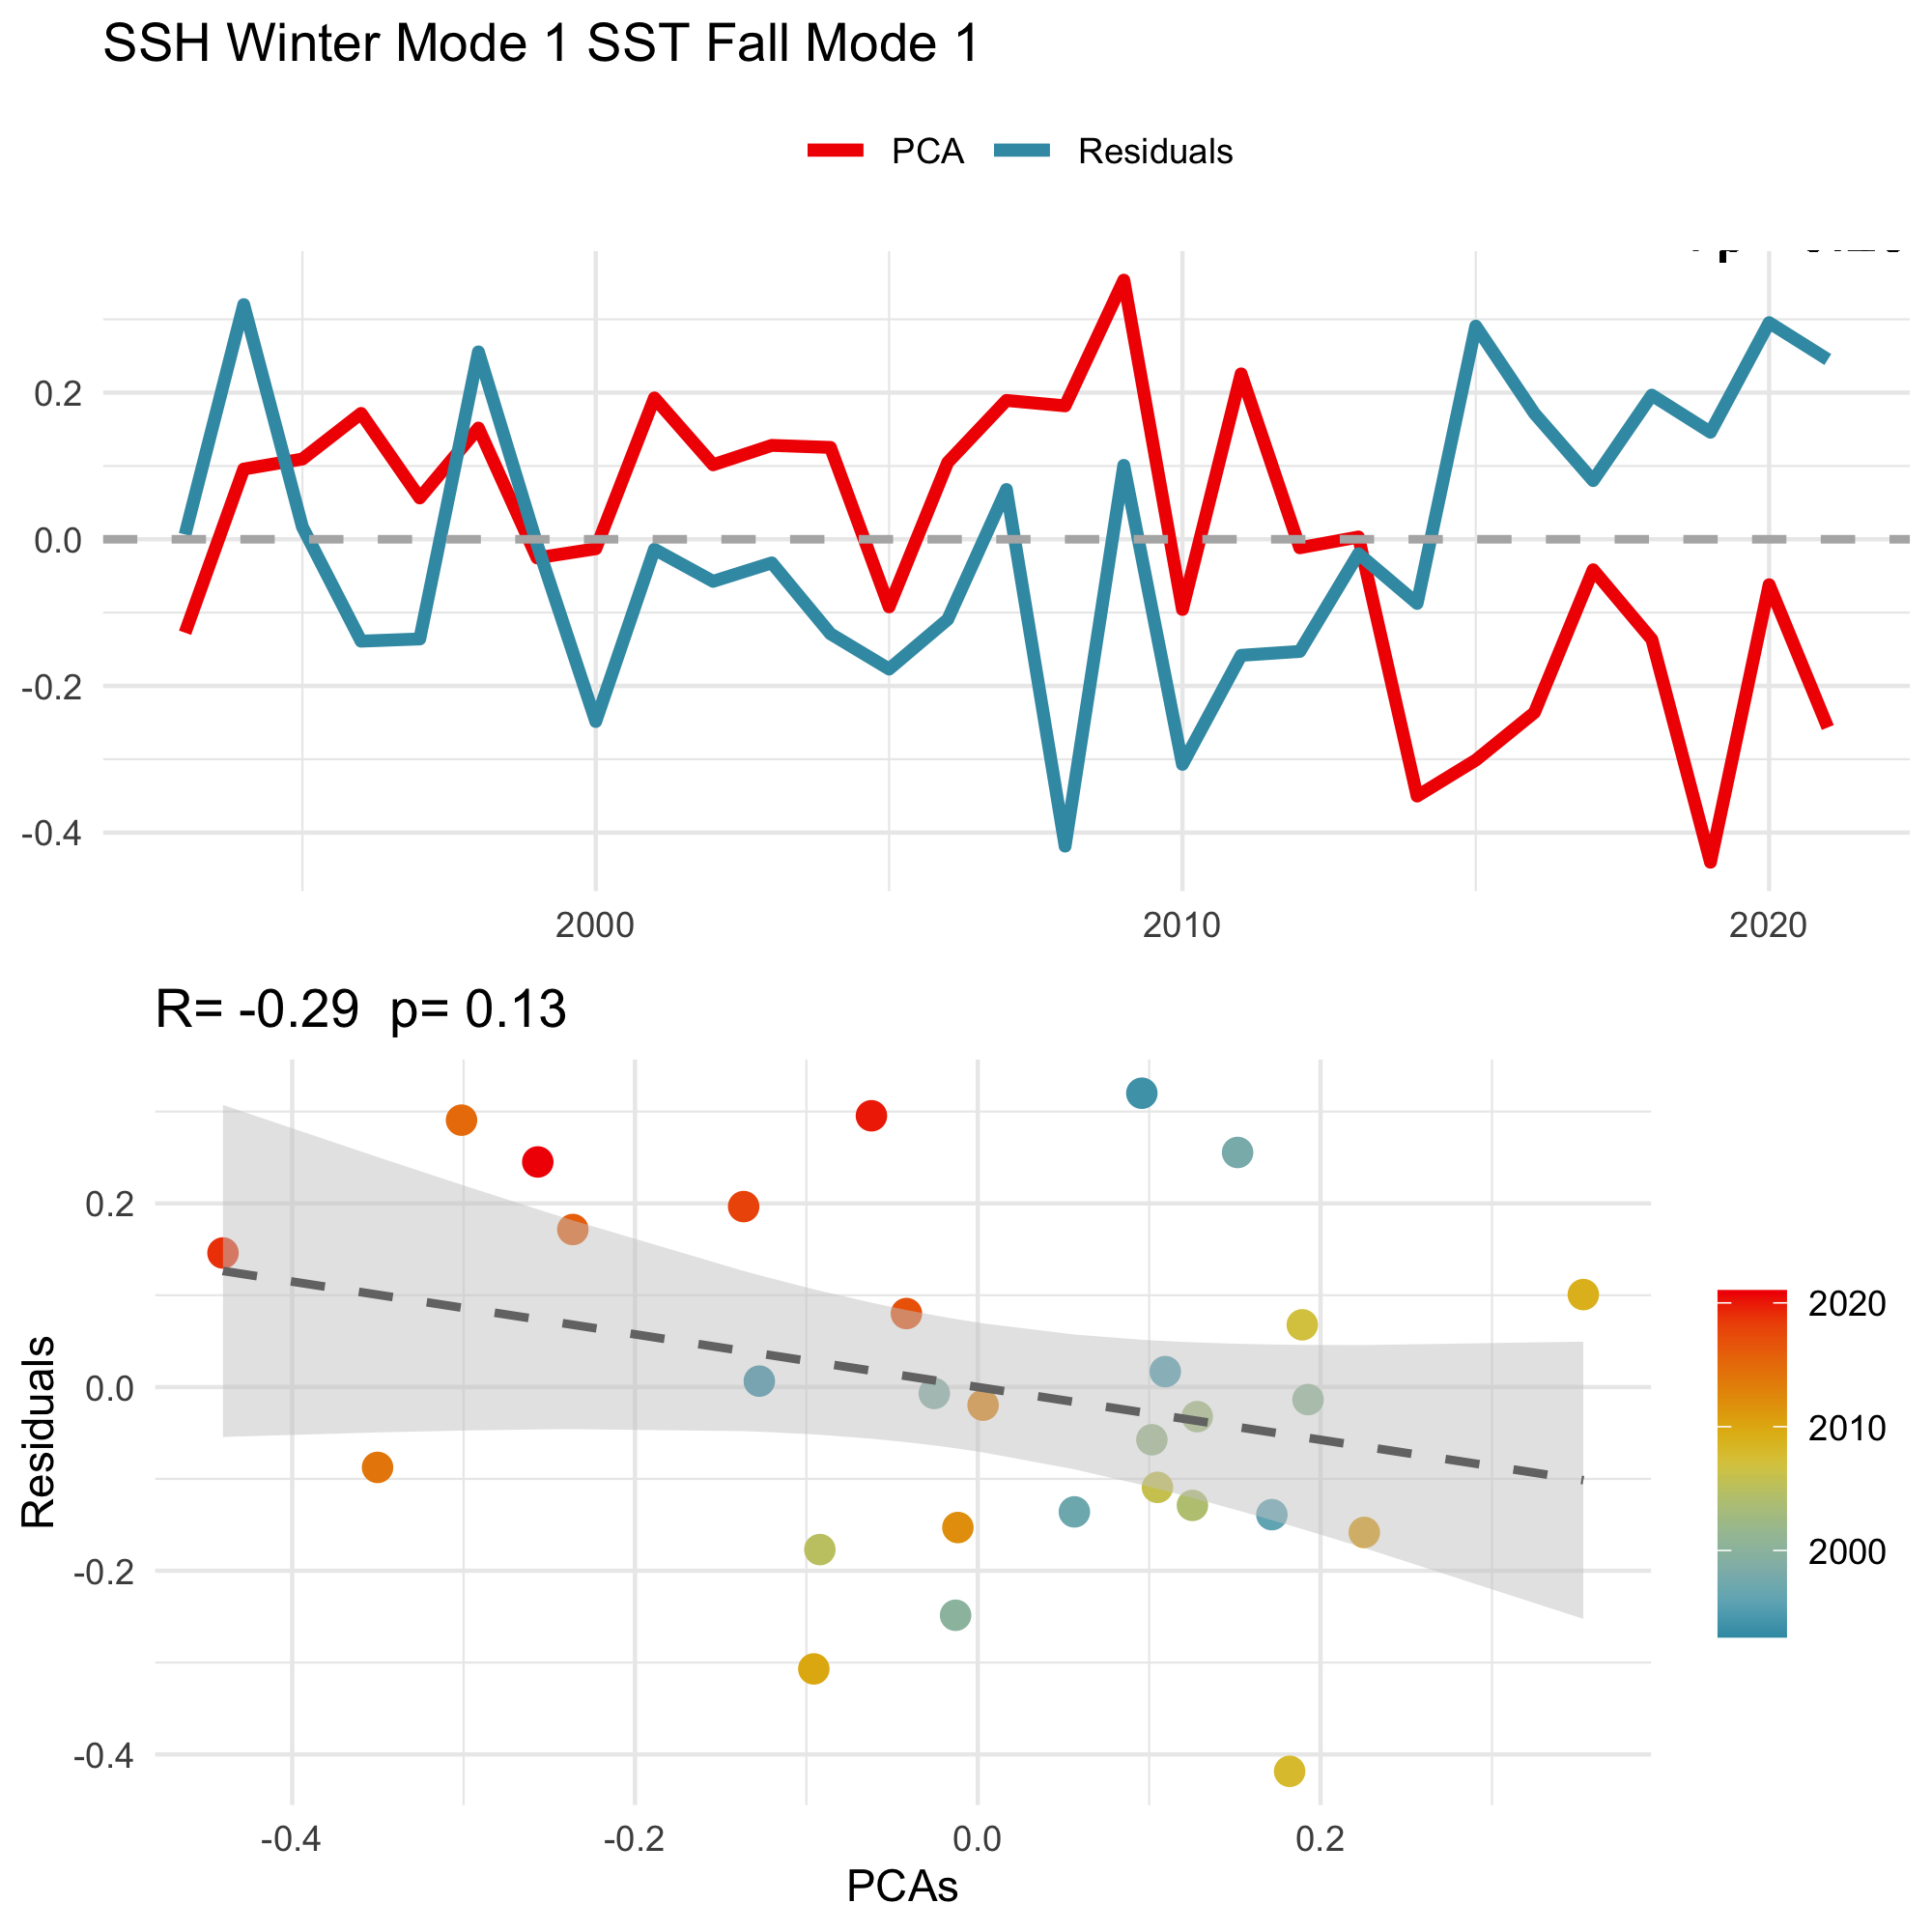 SSH Winter Mode 1 SST Fall Mode 1
PCA Residuals
0.2
0.0
-0.2
-0.4
2000 2010 2020
R= -0.29 p= 0.13
Residuals
0.2
0.0
-0.2
-0.4
-0.4 -0.2 0.0 0.2
PCAs
2020
2010
2000